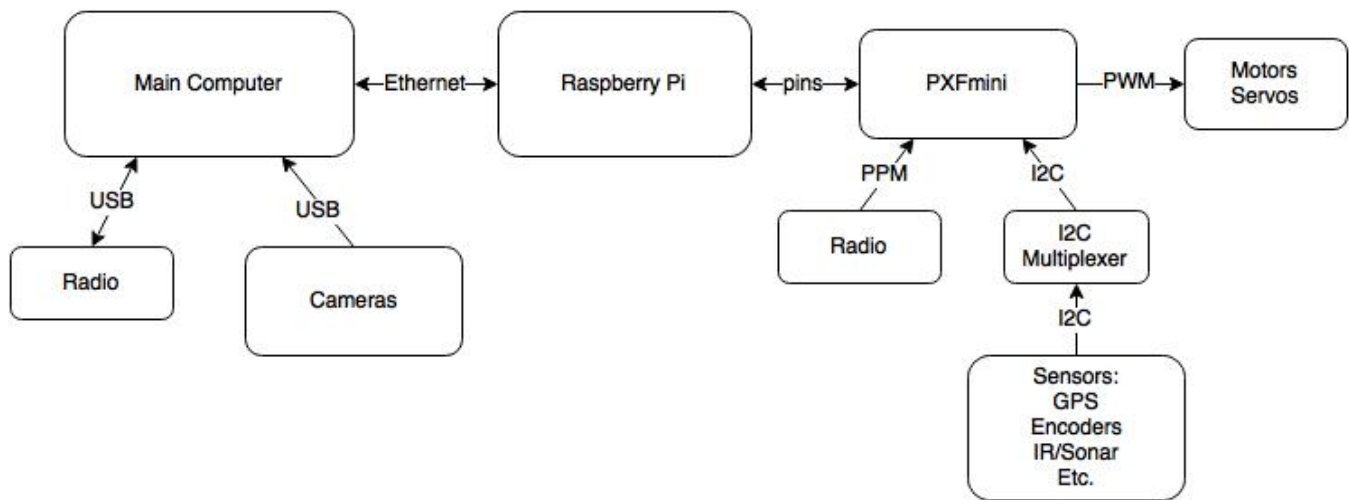 Main Computer
Ethernet
Raspberry Pi
pins
PXFmini
PWM
Motors
Servos
USB
USB
PPM
I2C
Radio
Cameras
Radio
I2C
Multiplexer
I2C
Sensors:
GPS
Encoders
IR/Sonar
Etc.